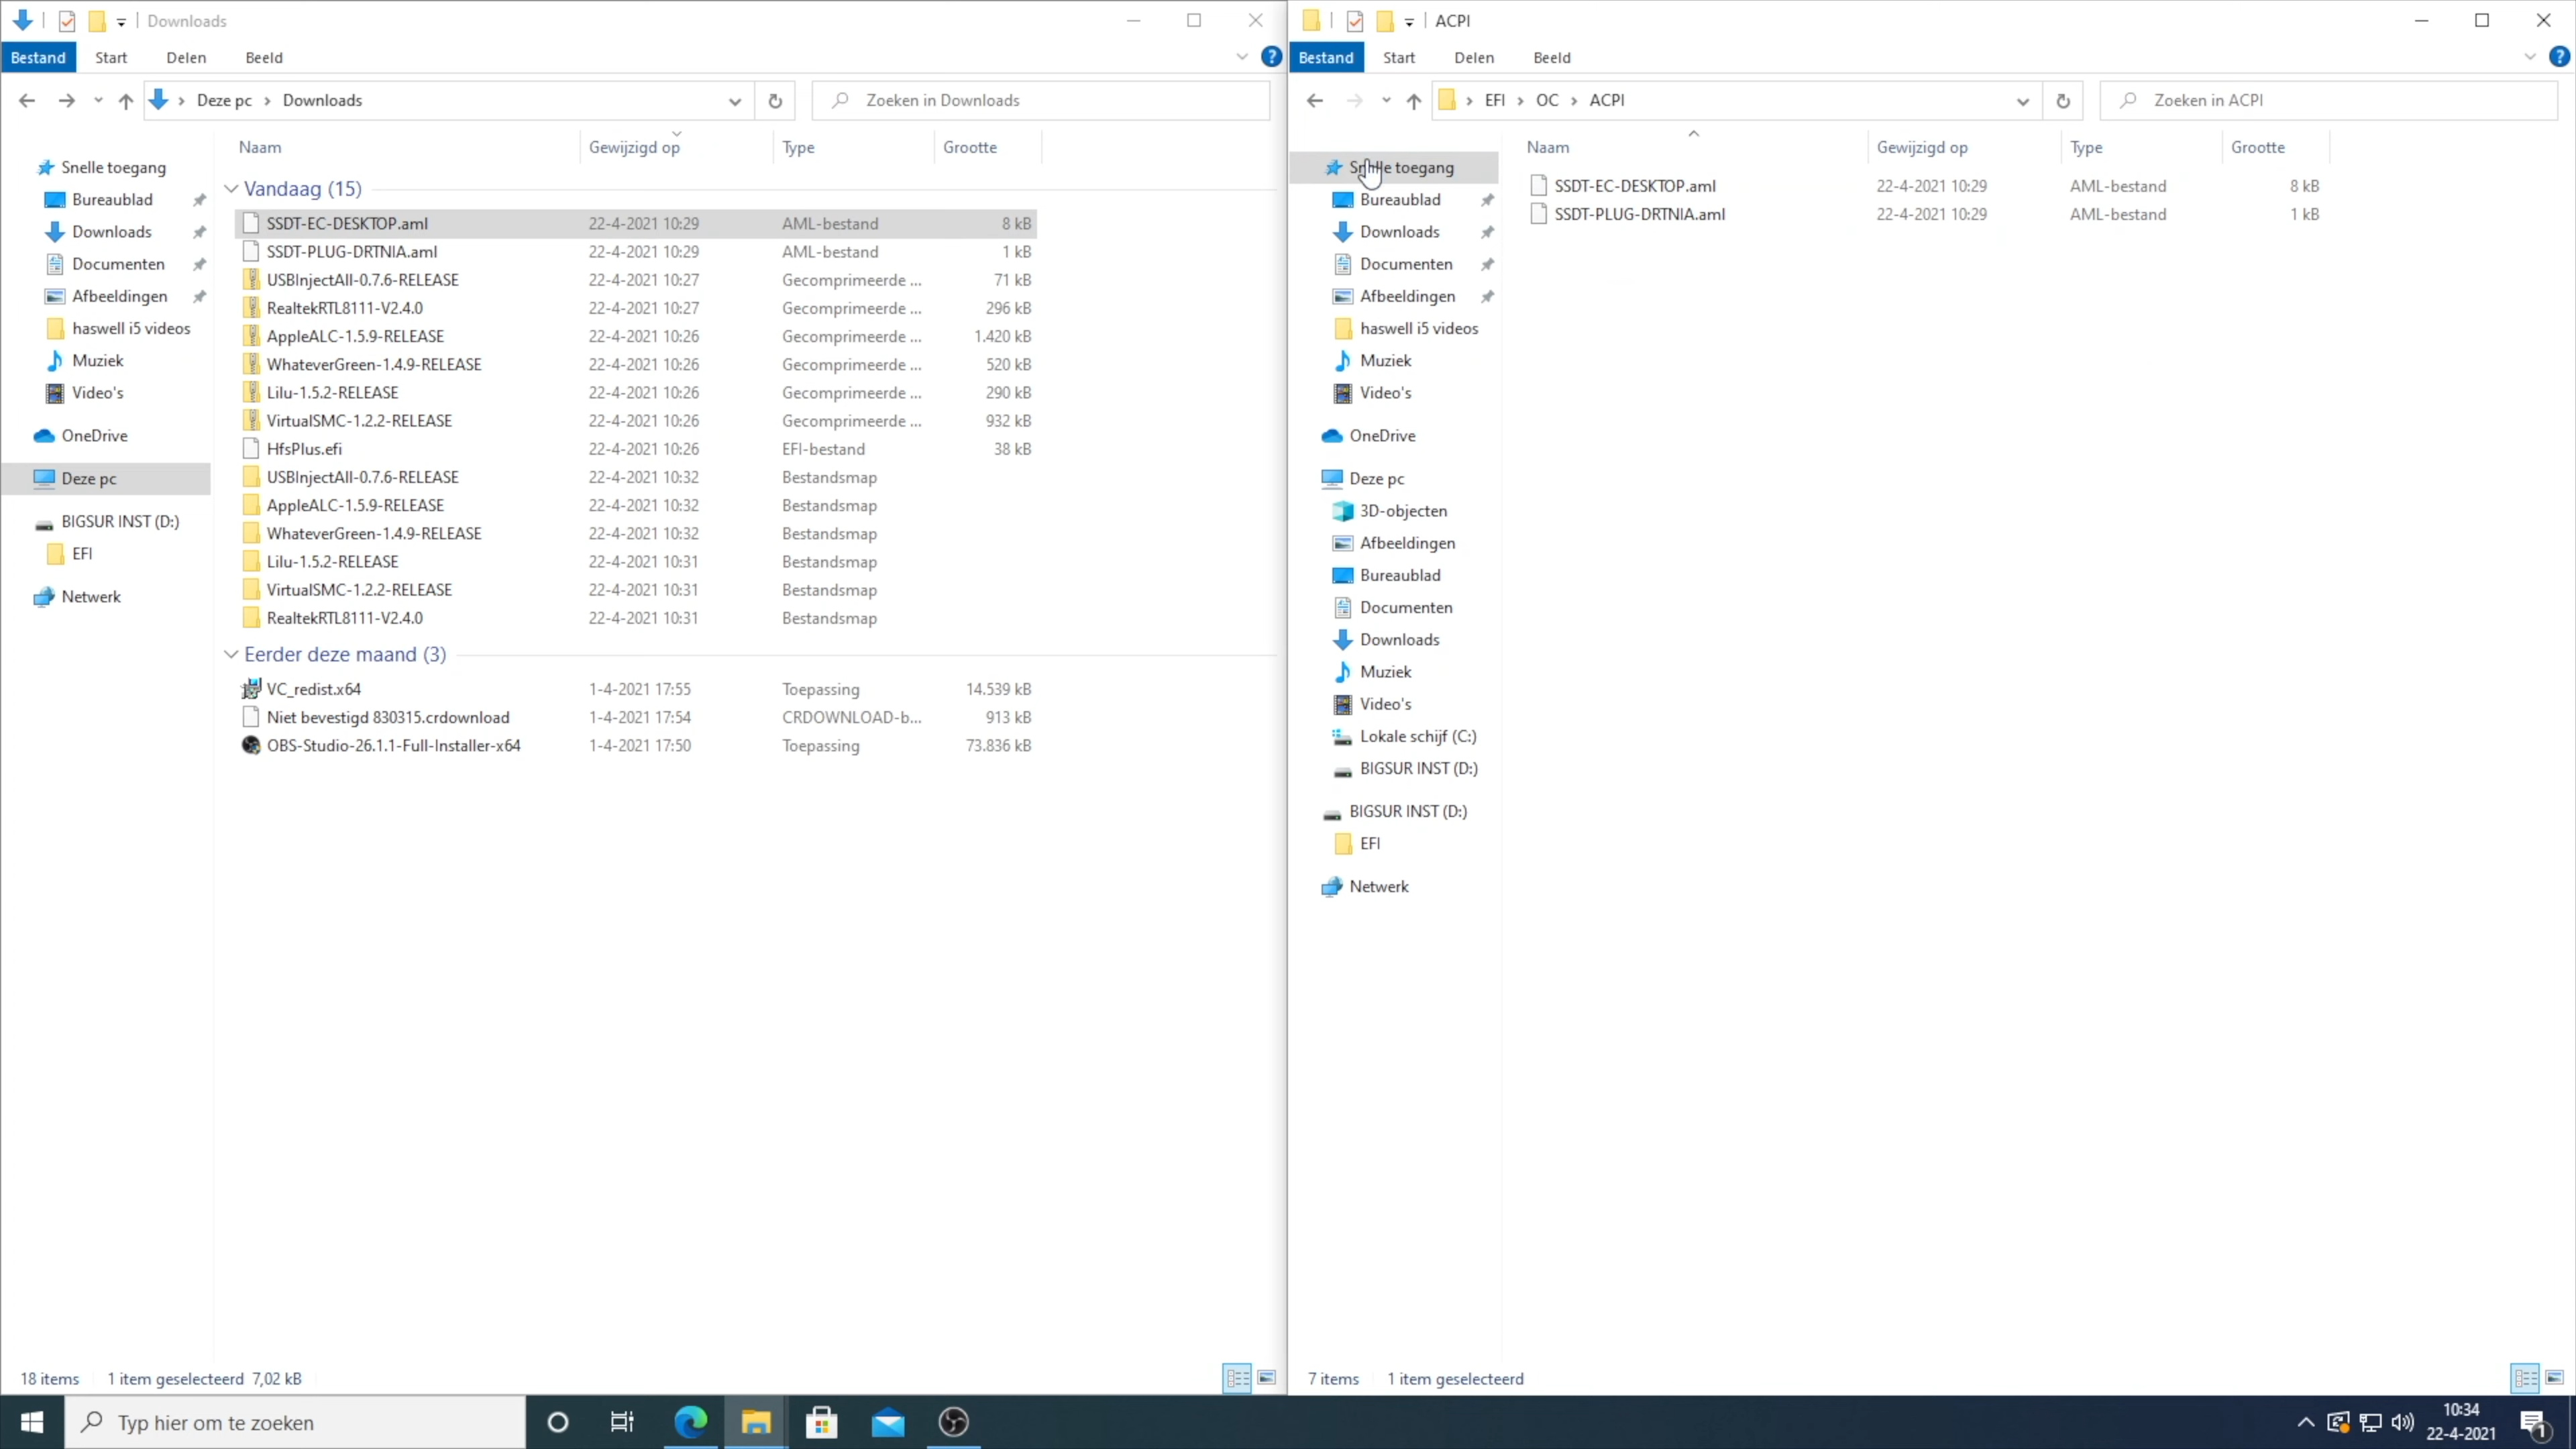 Downloads
Bestand Start Delen Beeld
Deze pc Downloads
Zoeken in Downloads
Snelle toegang
Bureaublad
Downloads
Documenten
Afbeeldingen
haswell i5 videos
Muziek
Video's
OneDrive
Deze pc
BIGSUR INST (D:)
EFI
Netwerk
Naam Gewijzigd op Type Grootte
Vandaag (15)
SSDT-EC-DESKTOP.aml 22-4-2021 10:29 AML-bestand 8 kB
SSDT-PLUG-DRTNIA.aml 22-4-2021 10:29 AML-bestand 1 kB
USBInjectAll-0.7.6-RELEASE 22-4-2021 10:27 Gecomprimeerde ... 71 kB
RealtekRTL8111-V2.4.0 22-4-2021 10:27 Gecomprimeerde ... 296 kB
AppleALC-1.5.9-RELEASE 22-4-2021 10:26 Gecomprimeerde ... 1.420 kB
WhateverGreen-1.4.9-RELEASE 22-4-2021 10:26 Gecomprimeerde ... 520 kB
Lilu-1.5.2-RELEASE 22-4-2021 10:26 Gecomprimeerde ... 290 kB
VirtualSMC-1.2.2-RELEASE 22-4-2021 10:26 Gecomprimeerde ... 932 kB
HfsPlus.efi 22-4-2021 10:26 EFI-bestand 38 kB
USBInjectAll-0.7.6-RELEASE 22-4-2021 10:32 Bestandsmap
AppleALC-1.5.9-RELEASE 22-4-2021 10:32 Bestandsmap
WhateverGreen-1.4.9-RELEASE 22-4-2021 10:32 Bestandsmap
Lilu-1.5.2-RELEASE 22-4-2021 10:31 Bestandsmap
VirtualSMC-1.2.2-RELEASE 22-4-2021 10:31 Bestandsmap
RealtekRTL8111-V2.4.0 22-4-2021 10:31 Bestandsmap
Eerder deze maand (3)
VC_redist.x64 1-4-2021 17:55 Toepassing 14.539 kB
Niet bevestigd 830315.crdownload 1-4-2021 17:54 CRDOWNLOAD-b... 913 kB
OBS-Studio-26.1.1-Full-Installer-x64 1-4-2021 17:50 Toepassing 73.836 kB
18 items 1 item geselecteerd 7,02 kB
ACPI
Bestand Start Delen Beeld
EFI OC ACPI
Zoeken in ACPI
Snelle toegang
Bureaublad
Downloads
Documenten
Afbeeldingen
haswell i5 videos
Muziek
Video's
OneDrive
Deze pc
3D-objecten
Afbeeldingen
Bureaublad
Documenten
Downloads
Muziek
Video's
Lokale schijf (C:)
BIGSUR INST (D:)
BIGSUR INST (D:)
EFI
Netwerk
Naam Gewijzigd op Type Grootte
SSDT-EC-DESKTOP.aml 22-4-2021 10:29 AML-bestand 8 kB
SSDT-PLUG-DRTNIA.aml 22-4-2021 10:29 AML-bestand 1 kB
7 items 1 item geselecteerd
Typ hier om te zoeken
10:34
22-4-2021
1